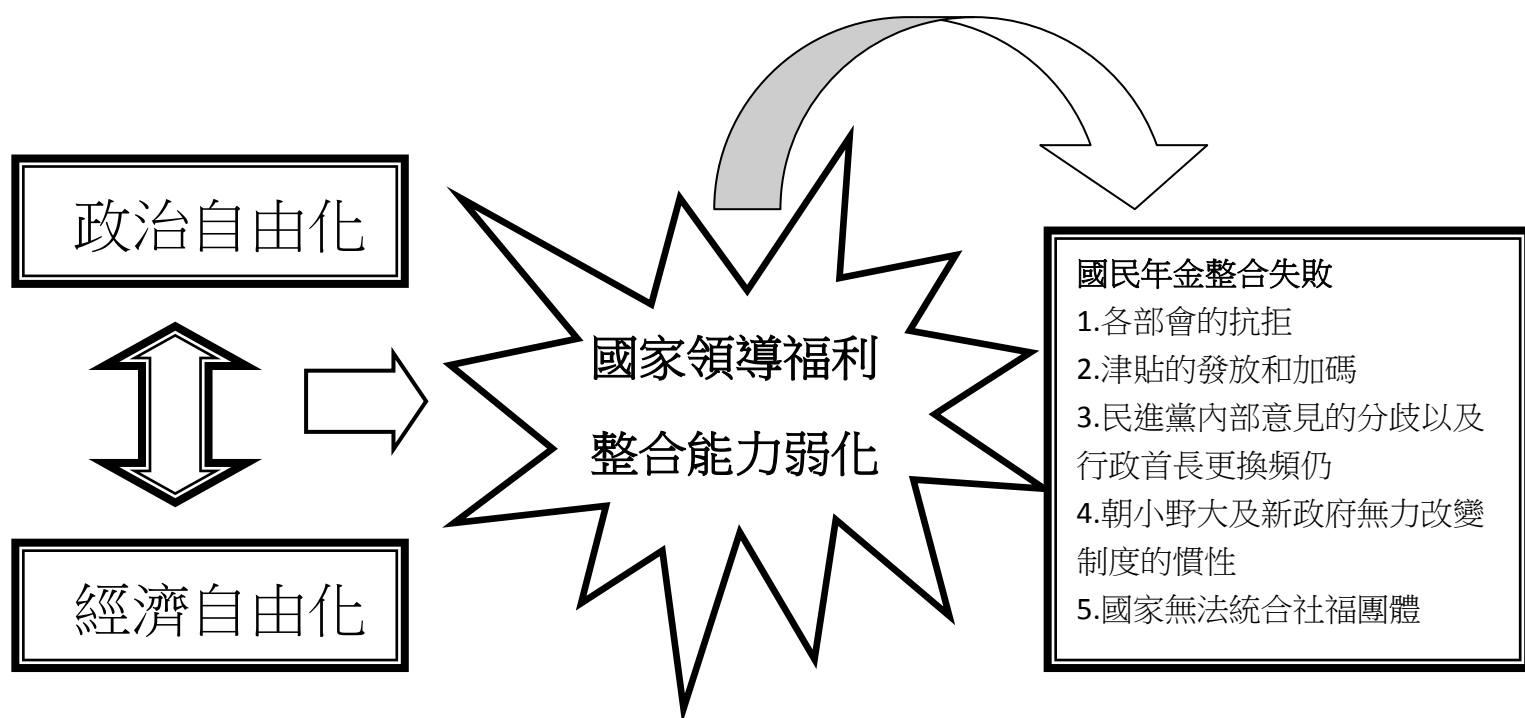 政治自由化
經濟自由化
國家領導福利
整合能力弱化
國民年金整合失敗
1.各部會的抗拒
2.津貼的發放和加碼
3.民進黨內部意見的分歧以及
行政首長更換頻仍
4.朝小野大及新政府無力改變
制度的慣性
5.國家無法統合社福團體